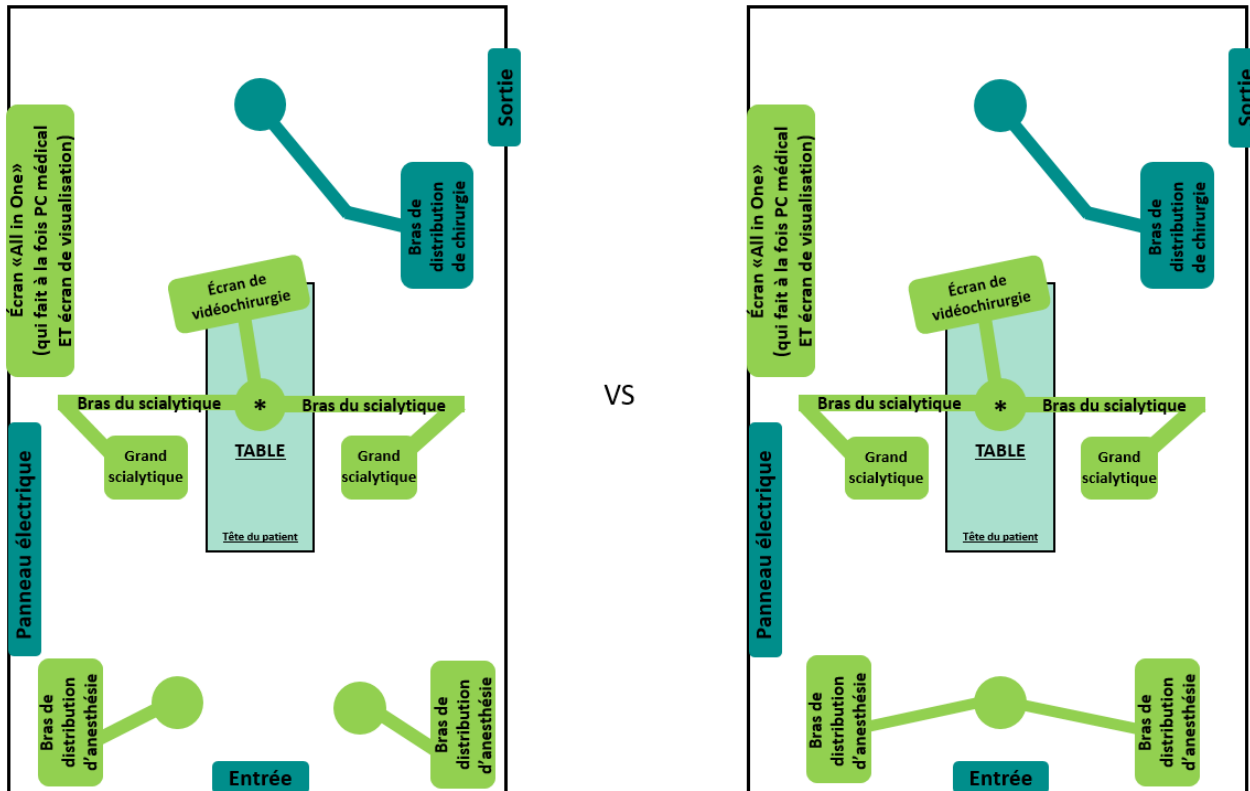 Sortie
Écran «All in One»
(qui fait à la fois PC médical
ET écran de visualisation)
Bras de
distribution
de chirurgie
Écran de
vidéochirurgie
Bras du scialytique
*
Bras du scialytique
Grand
scialytique
TABLE
Grand
scialytique
Panneau électrique
Tête du patient
Bras de
distribution
d'anesthésie
Bras de
distribution
d'anesthésie
Entrée
VS
Sortie
Écran «All in One»
(qui fait à la fois PC médical
ET écran de visualisation)
Bras de
distribution
de chirurgie
Écran de
vidéochirurgie
Bras du scialytique
*
Bras du scialytique
Grand
scialytique
TABLE
Grand
scialytique
Panneau électrique
Tête du patient
Bras de
distribution
d'anesthésie
Bras de
distribution
d'anesthésie
Entrée